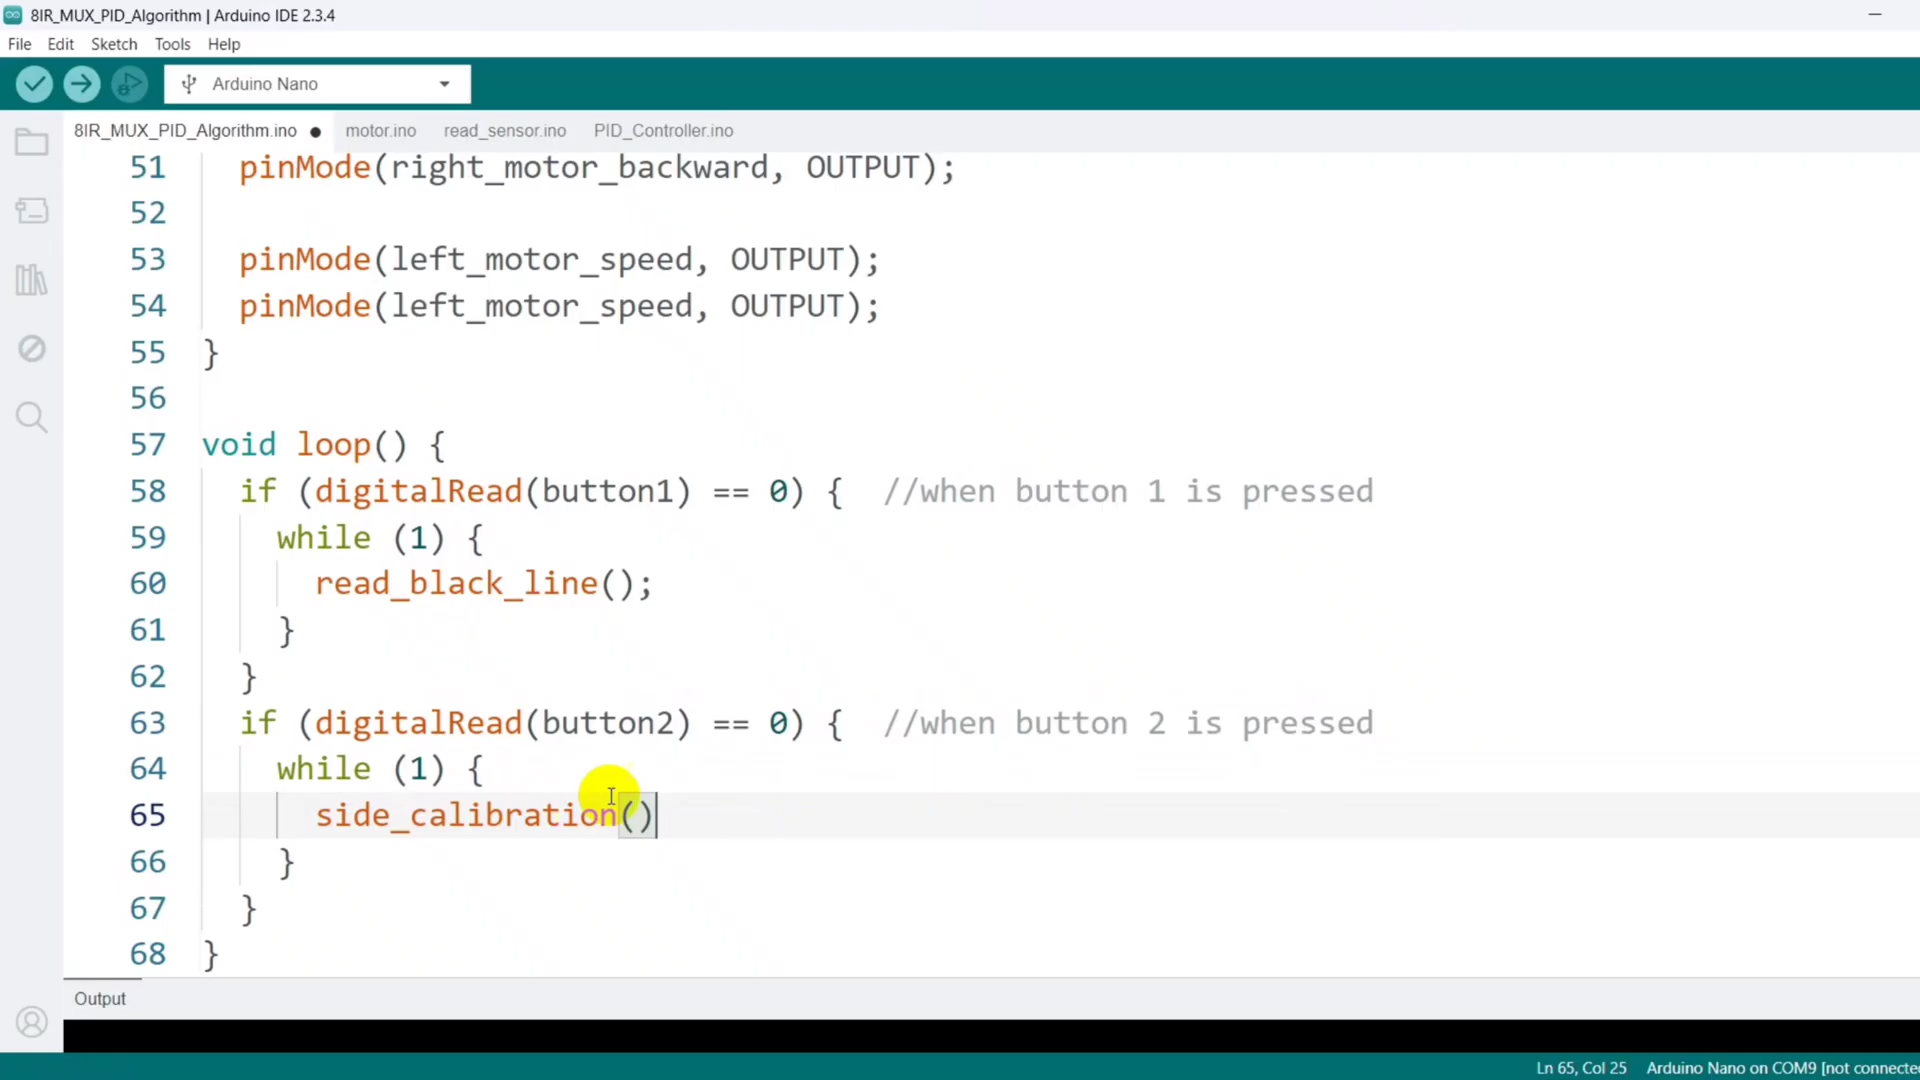 8IR_MUX_PID_Algorithm | Arduino IDE 2.3.4
File Edit Sketch Tools Help
Arduino Nano
8IR_MUX_PID_Algorithm.ino motor.ino read_sensor.ino PID_Controller.ino
51 pinMode(right_motor_backward, OUTPUT);
52
53 pinMode(left_motor_speed, OUTPUT);
54 pinMode(left_motor_speed, OUTPUT);
55 }
56
57 void loop() {
58 if (digitalRead(button1) == 0) { //when button 1 is pressed
59 while (1) {
60 read_black_line();
61 }
62 }
63 if (digitalRead(button2) == 0) { //when button 2 is pressed
64 while (1) {
65 side_calibration()
66 }
67 }
68 }
Output
Ln 65, Col 25 Arduino Nano on COM9 [not connected